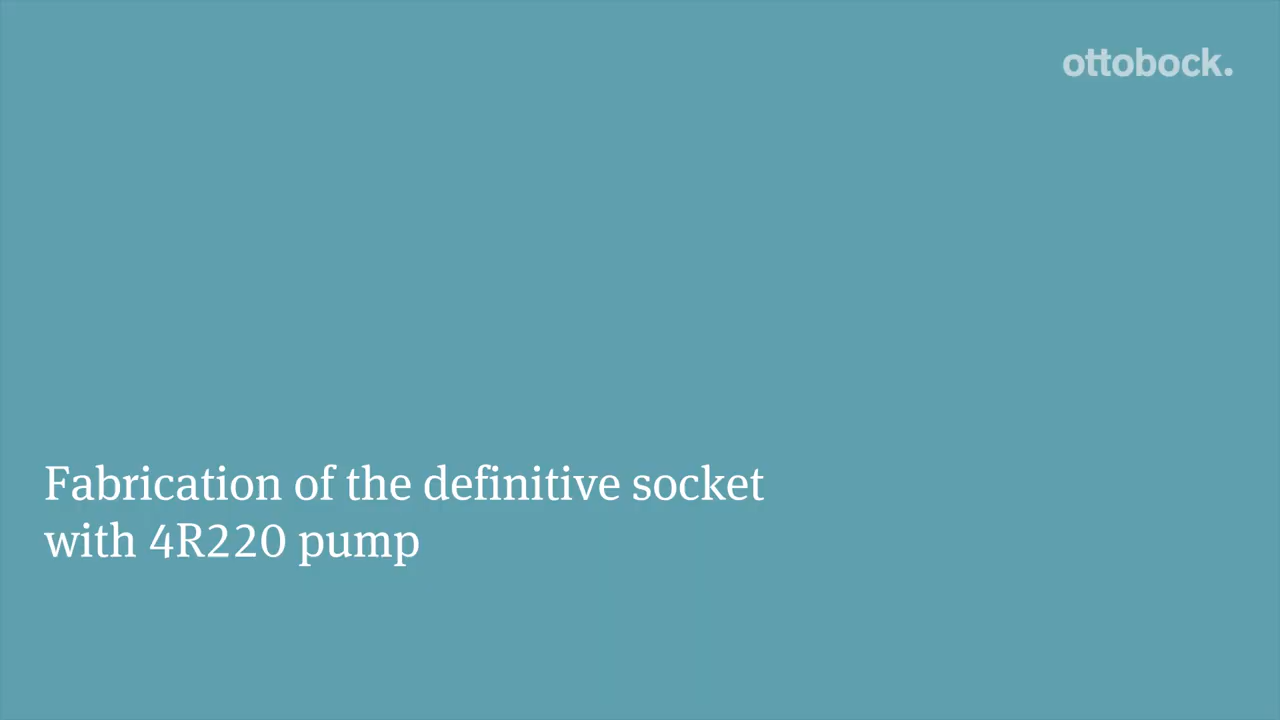 ottobock.
Fabrication of the definitive socket
with 4R220 pump